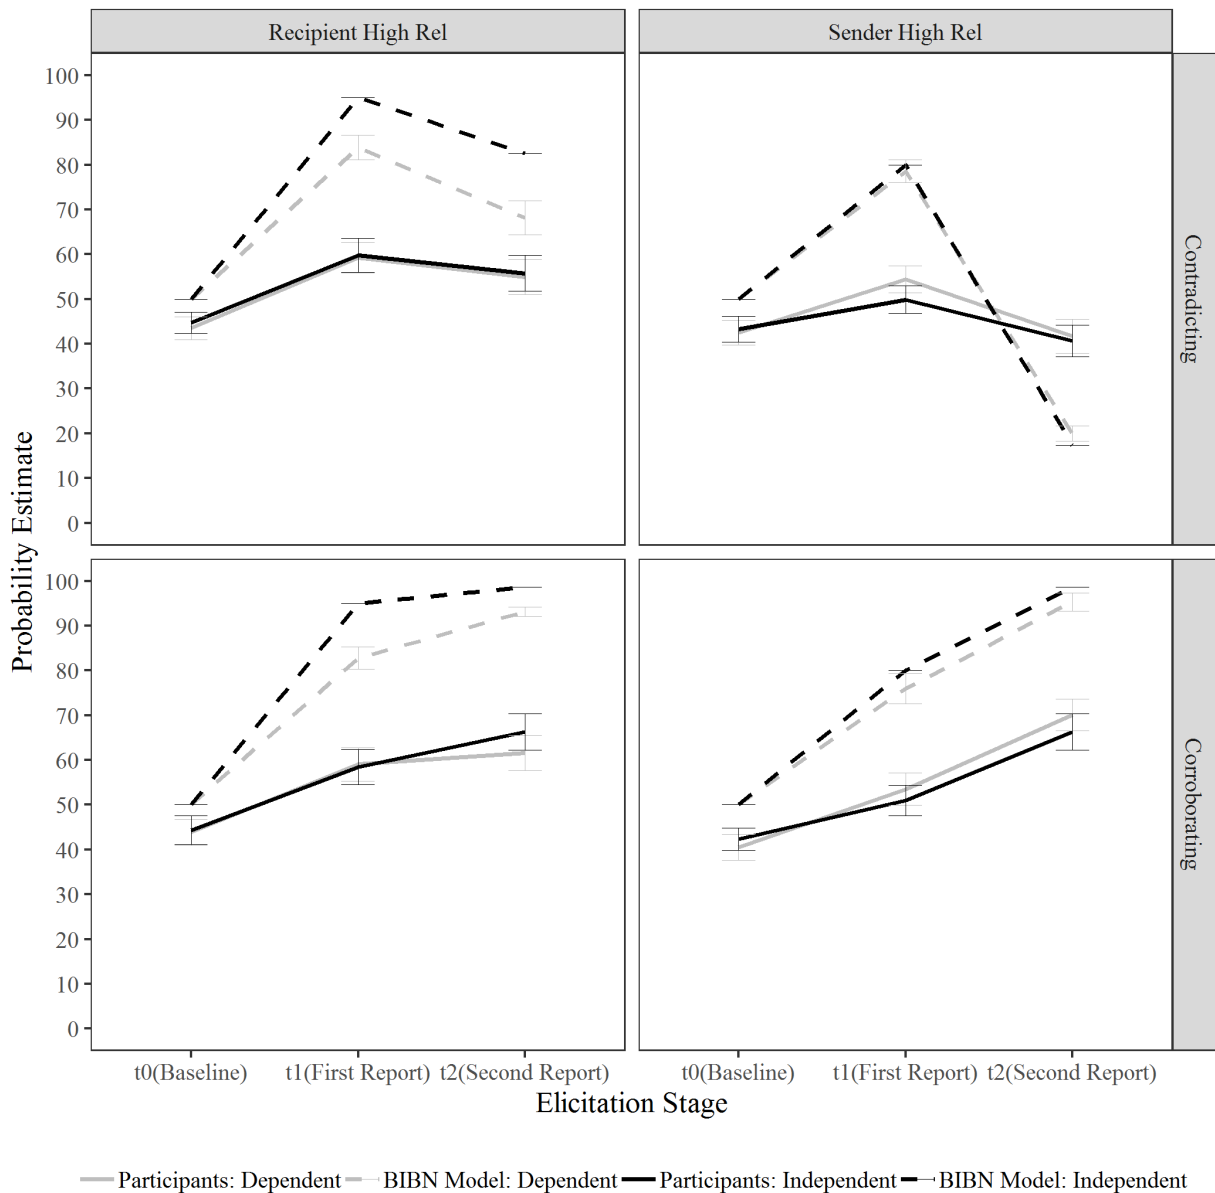 Recipient High Rel
Sender High Rel
Probability Estimate
100
90
80
70
60
50
40
30
20
10
0
Contradicting
100
90
80
70
60
50
40
30
20
10
0
Corroborating
t0(Baseline)
t1(First Report)
t2(Second Report)
t0(Baseline)
t1(First Report)
t2(Second Report)
Elicitation Stage
Participants: Dependent
BIBN Model: Dependent
Participants: Independent
BIBN Model: Independent